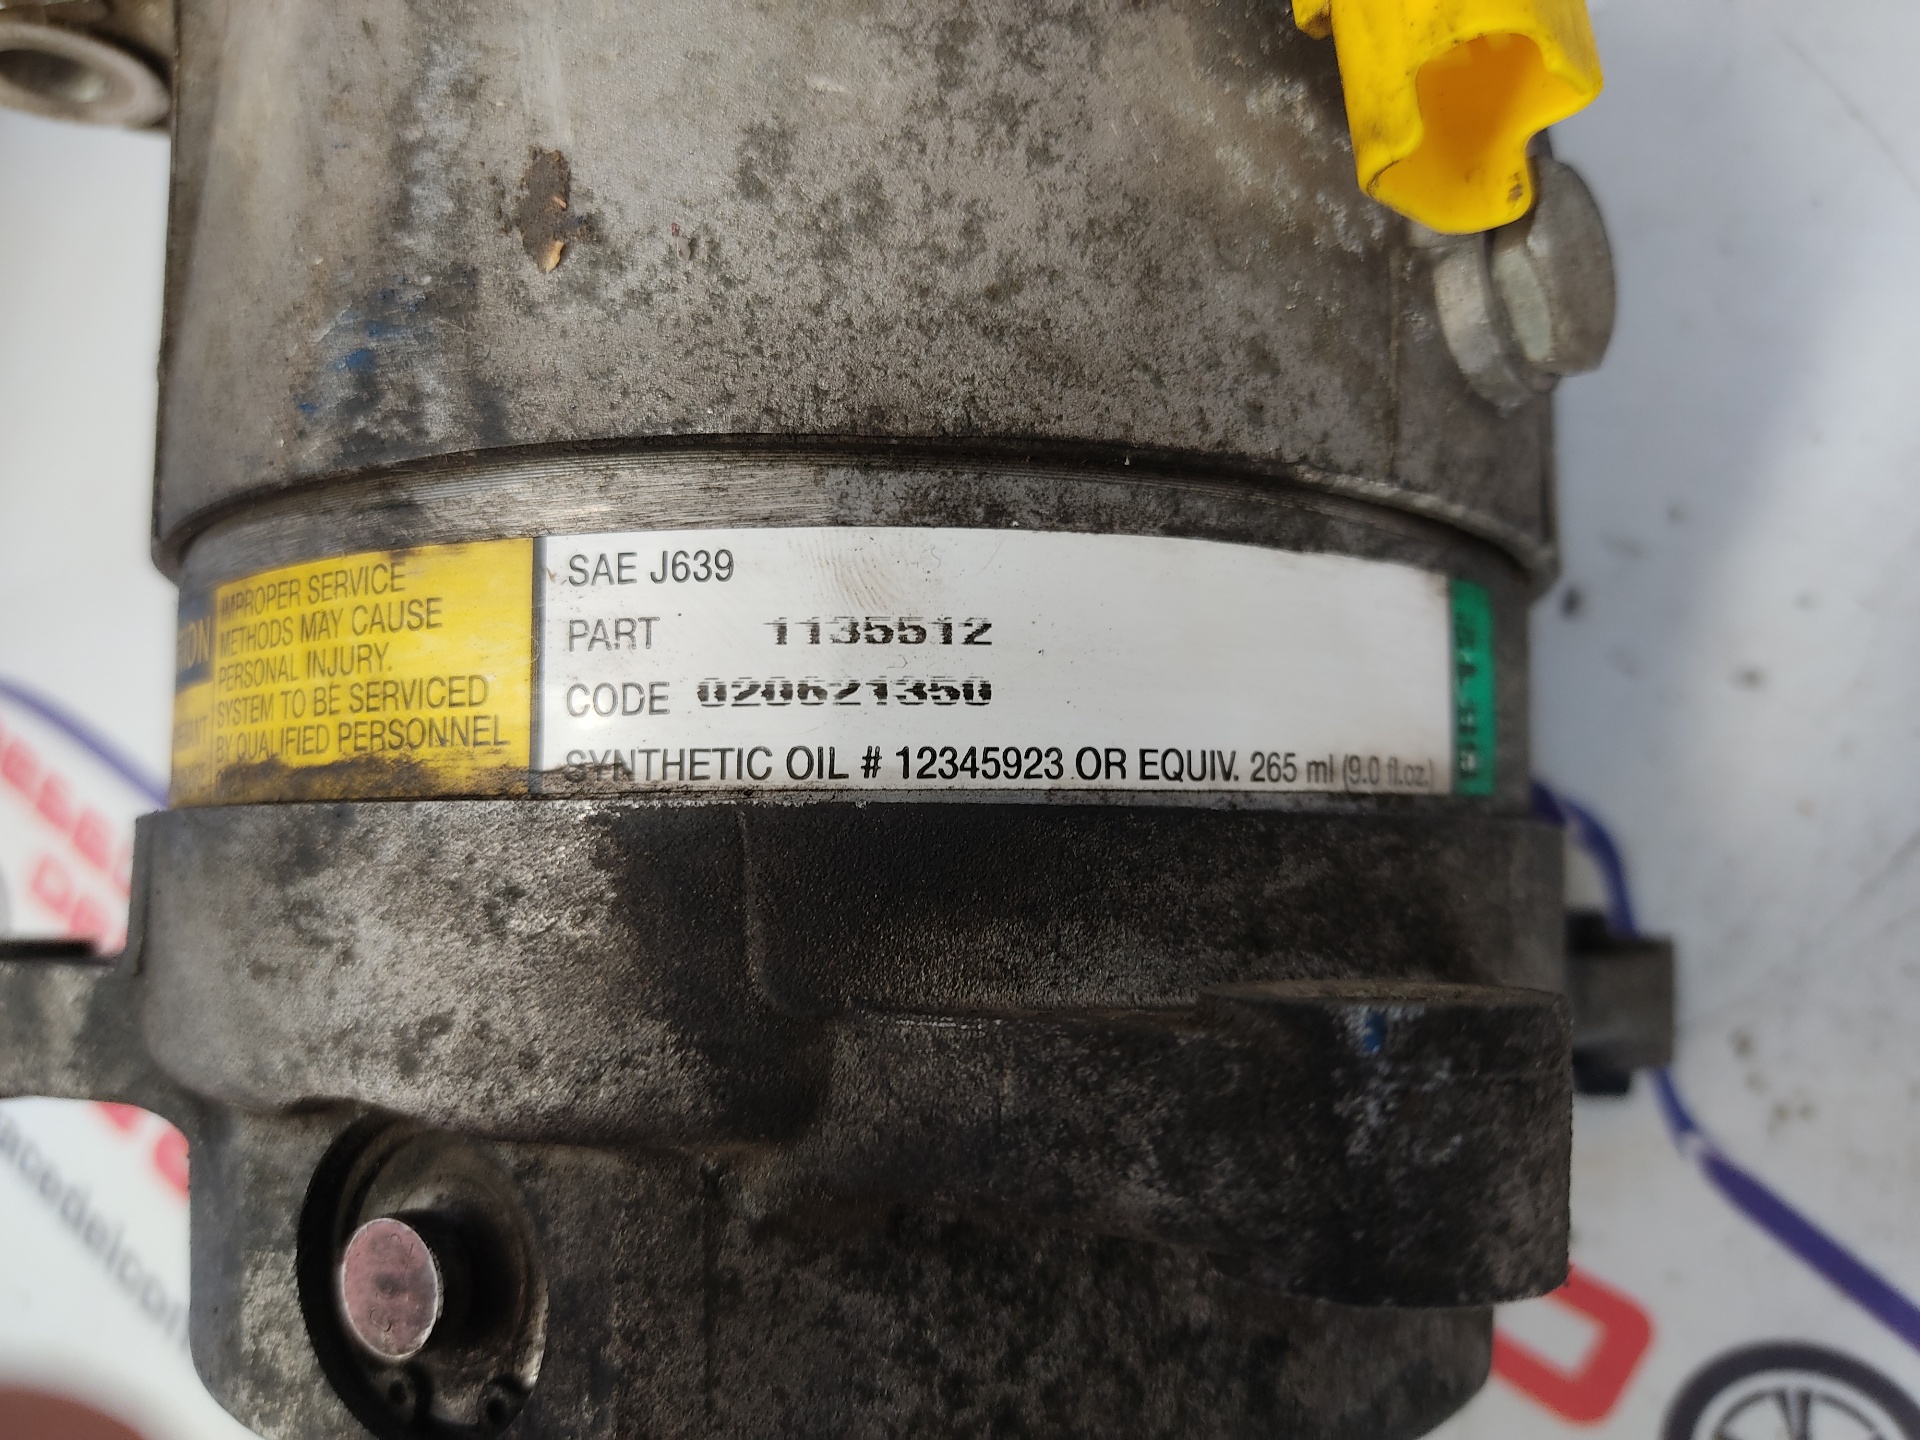 IMPROPER SERVICE
METHODS MAY CAUSE
PERSONAL INJURY.
SYSTEM TO BE SERVICED
BY QUALIFIED PERSONNEL
SAE J639
PART 1135512
CODE 020621350
SYNTHETIC OIL # 12345923 OR EQUIV. 265 ml (9.0 fl.oz.)